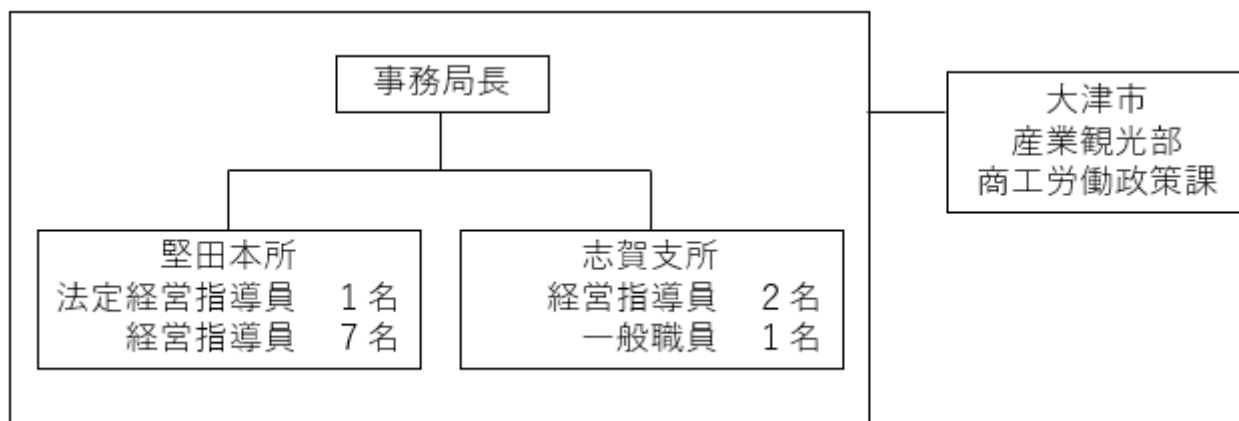 事務局長
大津市
産業観光部
商工労働政策課
堅田本所
法定経営指導員　1名
経営指導員　7名
志賀支所
経営指導員　2名
一般職員　1名